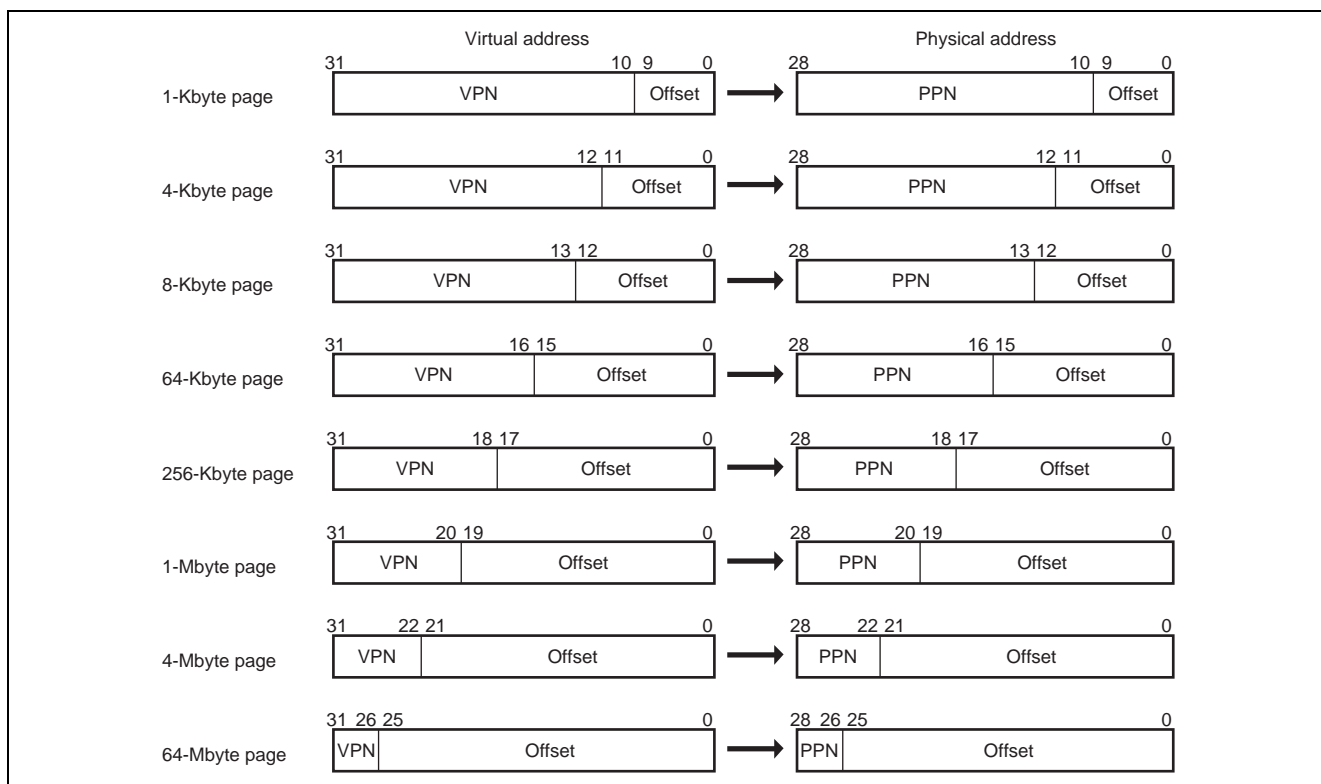 Virtual address Physical address
31 10 9 0 28 10 9 0
1-Kbyte page VPN Offset PPN Offset
31 12 11 0 28 12 11 0
4-Kbyte page VPN Offset PPN Offset
31 13 12 0 28 13 12 0
8-Kbyte page VPN Offset PPN Offset
31 16 15 0 28 16 15 0
64-Kbyte page VPN Offset PPN Offset
31 18 17 0 28 18 17 0
256-Kbyte page VPN Offset PPN Offset
31 20 19 0 28 20 19 0
1-Mbyte page VPN Offset PPN Offset
31 22 21 0 28 22 21 0
4-Mbyte page VPN Offset PPN Offset
31 26 25 0 28 26 25 0
64-Mbyte page VPN Offset PPN Offset